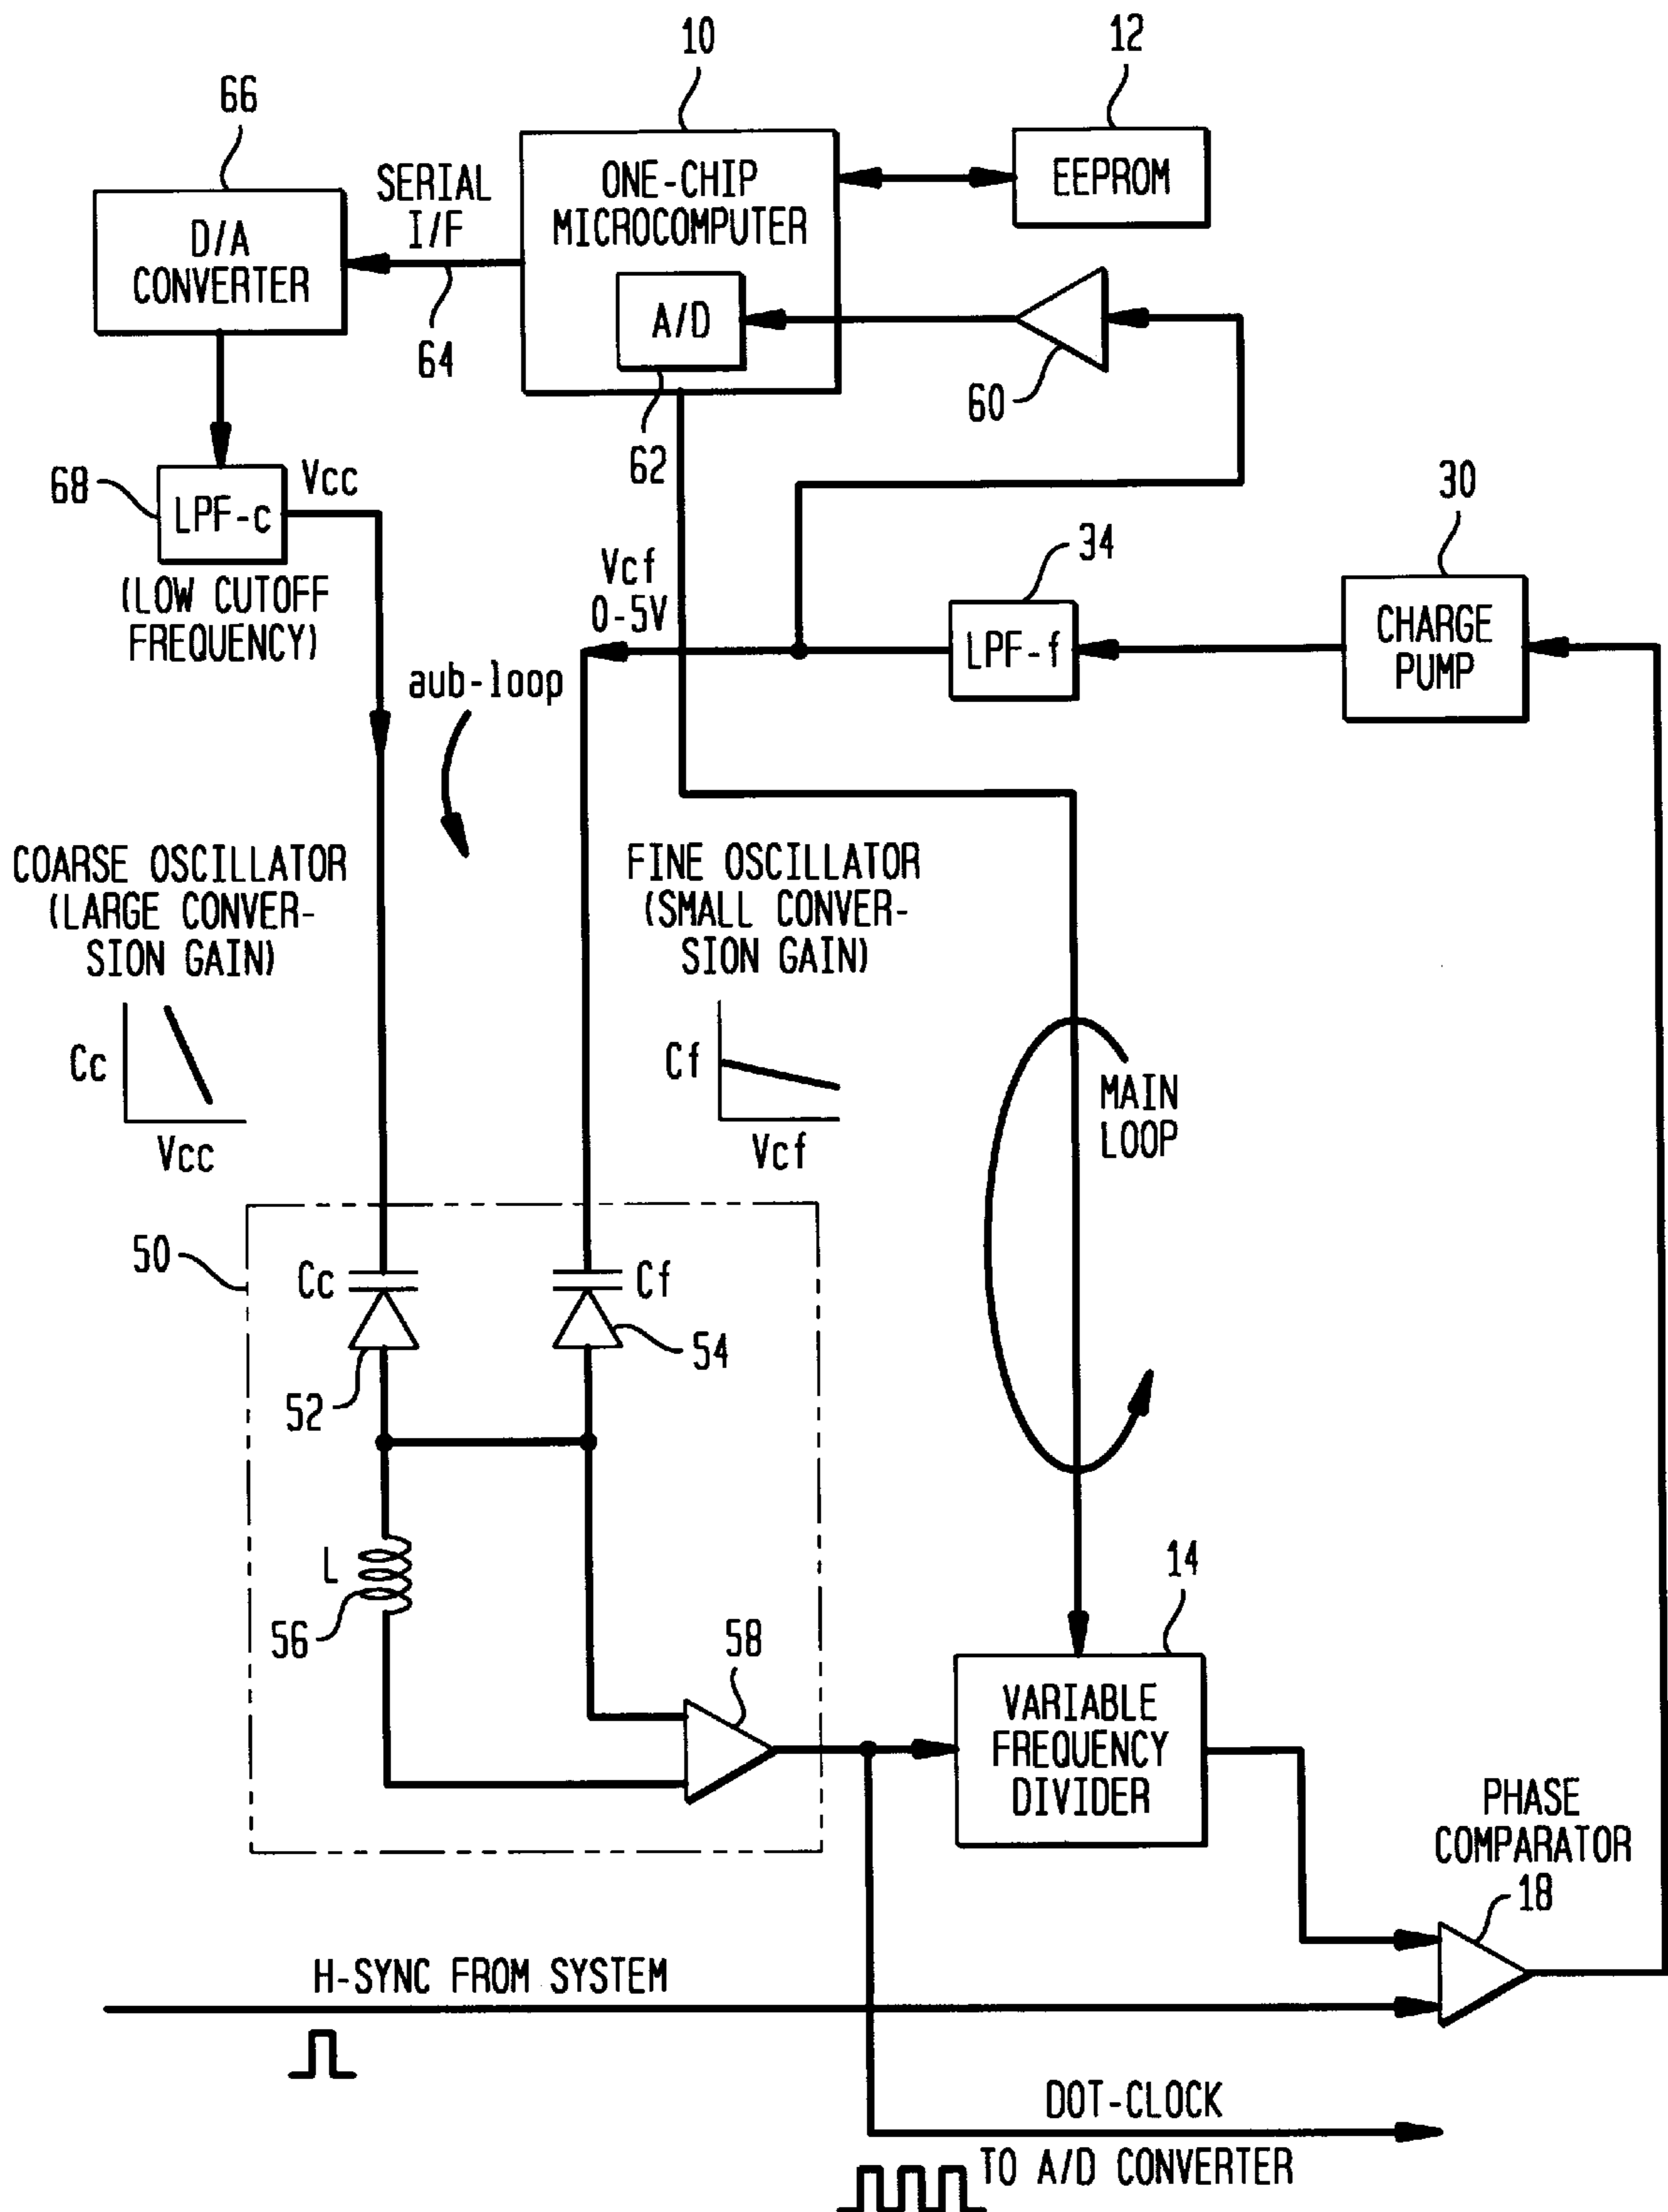 10
12
66
ONE-CHIP
MICROCOMPUTER
EEPROM
SERIAL
I/F
D/A
CONVERTER
A/D
64
60
62
68
Vcc
LPF-c
30
34
(LOW CUTOFF
FREQUENCY)
Vcf
0-5V
LPF-f
CHARGE
PUMP
aub-loop
COARSE OSCILLATOR
(LARGE CONVER-
SION GAIN)
FINE OSCILLATOR
(SMALL CONVER-
SION GAIN)
Cc
Vcc
Cf
Vcf
MAIN
LOOP
50
Cc
Cf
54
52
L
56
58
14
VARIABLE
FREQUENCY
DIVIDER
PHASE
COMPARATOR
18
H-SYNC FROM SYSTEM
DOT-CLOCK
TO A/D CONVERTER